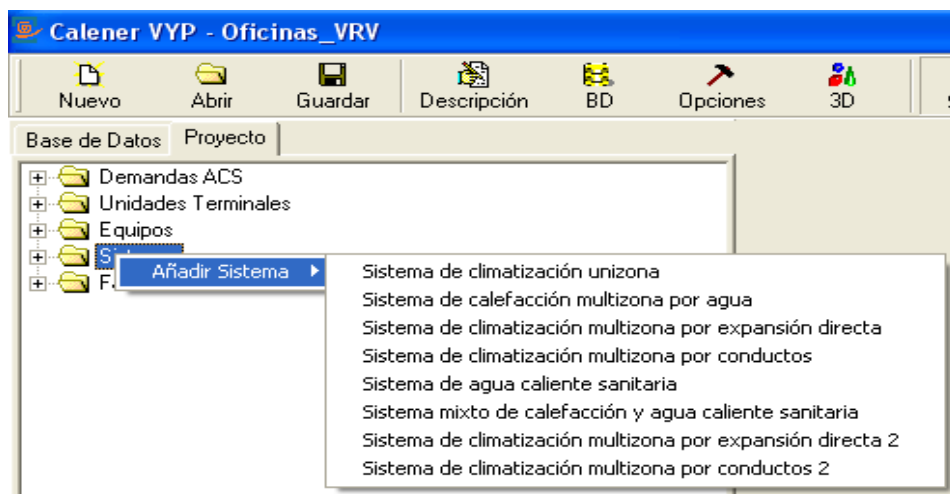 Calener VYP - Oficinas_VRV
Nuevo Abrir Guardar Descripción BD Opciones 3D
Base de Datos Proyecto
Demandas ACS
Unidades Terminales
Equipos
Añadir Sistema
Sistema de climatización unizona
Sistema de calefacción multizona por agua
Sistema de climatización multizona por expansión directa
Sistema de climatización multizona por conductos
Sistema de agua caliente sanitaria
Sistema mixto de calefacción y agua caliente sanitaria
Sistema de climatización multizona por expansión directa 2
Sistema de climatización multizona por conductos 2